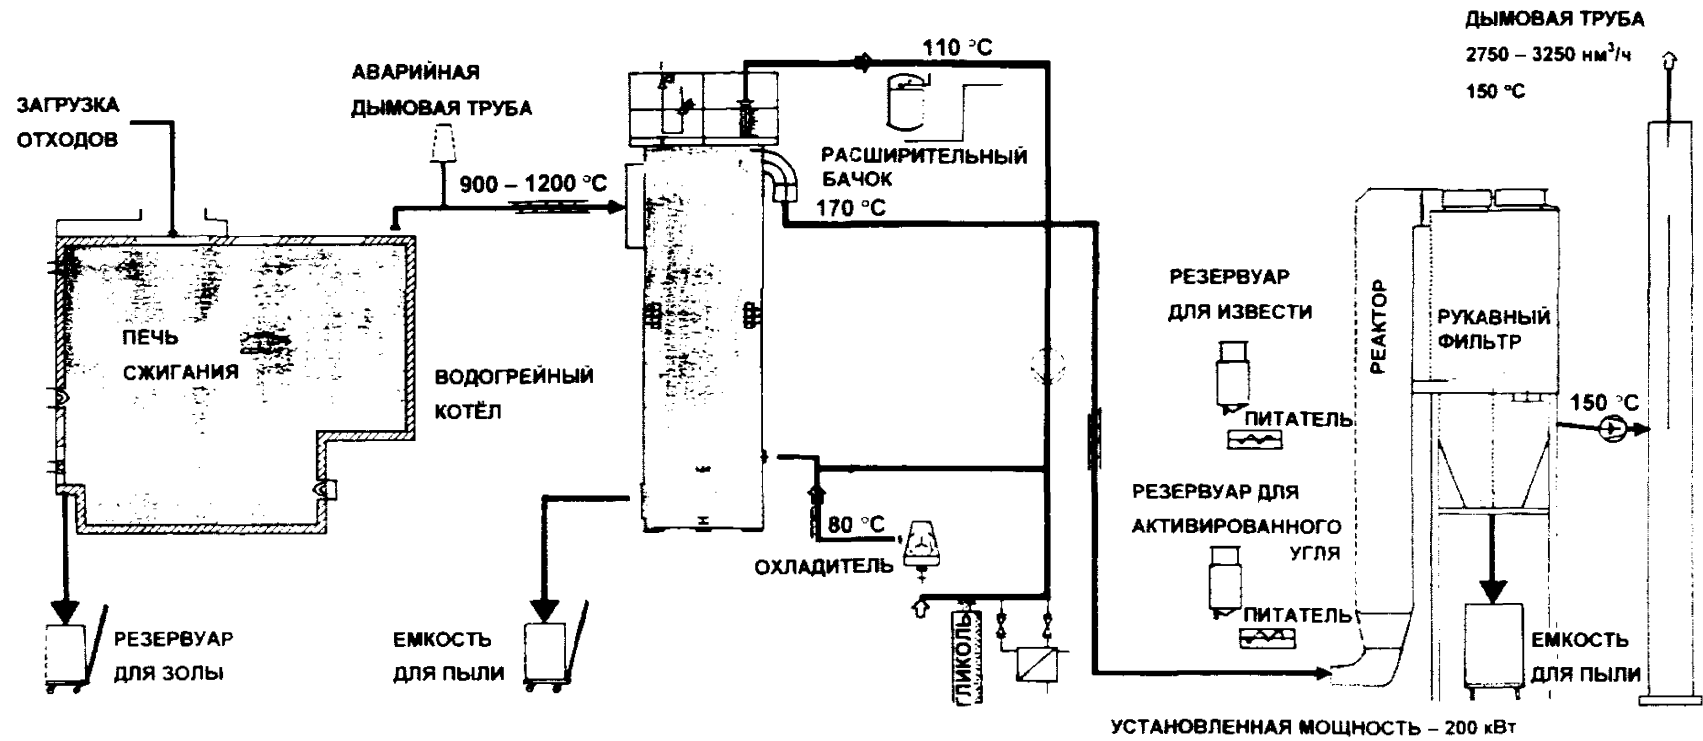 ДЫМОВАЯ ТРУБА
2750 – 3250 нм³/ч
150 °С
110 °С
АВАРИЙНАЯ
ДЫМОВАЯ ТРУБА
ЗАГРУЗКА
ОТХОДОВ
900 – 1200 °С
РАСШИРИТЕЛЬНЫЙ
БАЧОК
170 °С
РЕЗЕРВУАР
ДЛЯ ИЗВЕСТИ
РЕАКТОР
РУКАВНЫЙ
ФИЛЬТР
ПЕЧЬ
СЖИГАНИЯ
ВОДОГРЕЙНЫЙ
КОТЁЛ
150 °С
ПИТАТЕЛЬ
РЕЗЕРВУАР ДЛЯ
АКТИВИРОВАННОГО
УГЛЯ
80 °С
ОХЛАДИТЕЛЬ
ПИТАТЕЛЬ
РЕЗЕРВУАР
ДЛЯ ЗОЛЫ
ЕМКОСТЬ
ДЛЯ ПЫЛИ
ГЛИКОЛЬ
ЕМКОСТЬ
ДЛЯ ПЫЛИ
УСТАНОВЛЕННАЯ МОЩНОСТЬ – 200 кВт